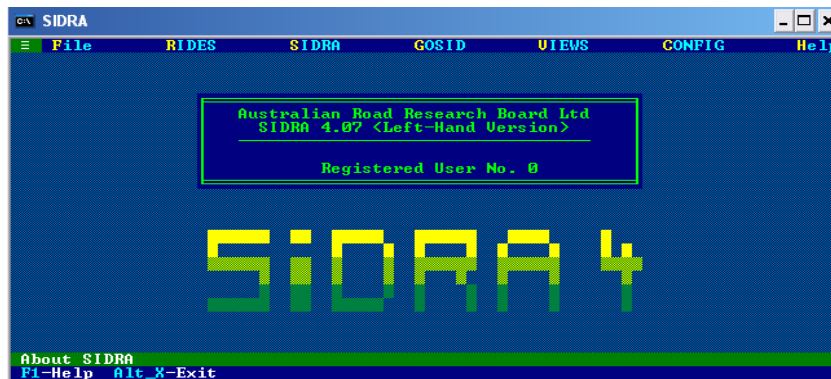 SIDRA
≡ File RIDES SIDRA GOSID VIEWS CONFIG Help
Australian Road Research Board Ltd
SIDRA 4.07 <Left-Hand Version>
Registered User No. 0
SiDRA 4
About SIDRA
F1-Help Alt_X-Exit